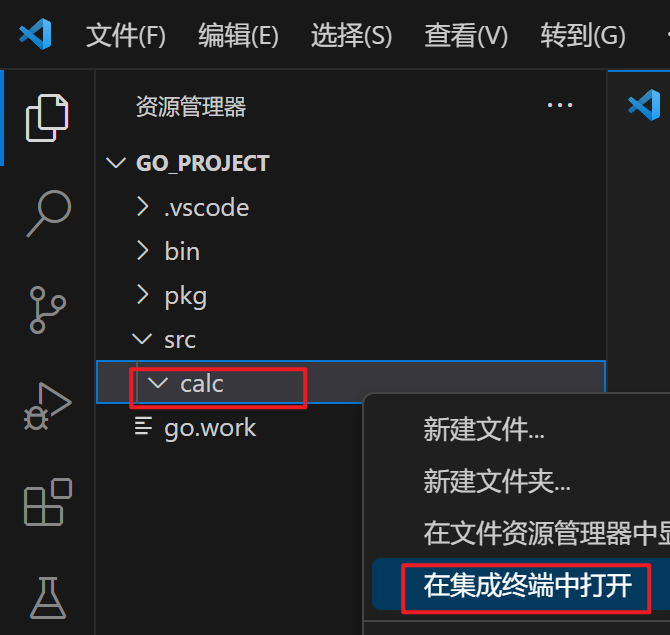 文件(F) 编辑(E) 选择(S) 查看(V) 转到(G)
资源管理器 ...
GO_PROJECT
.vscode
bin
pkg
src
calc
go.work
新建文件...
新建文件夹...
在文件资源管理器中显
在集成终端中打开